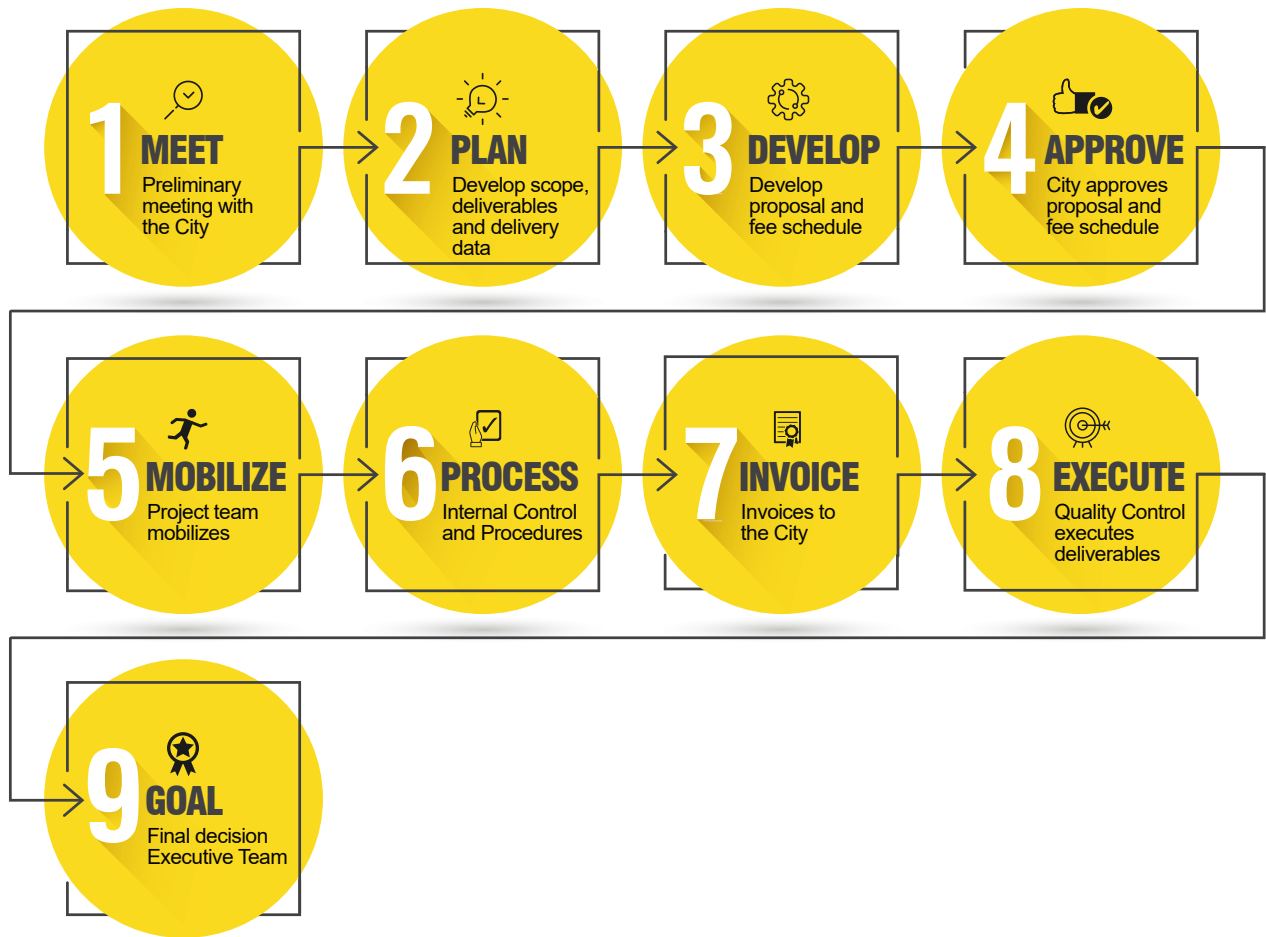 1
MEET
Preliminary
meeting with
the City
2
PLAN
Develop scope,
deliverables
and delivery
data
3
DEVELOP
Develop
proposal and
fee schedule
4
APPROVE
City approves
proposal and
fee schedule
5
MOBILIZE
Project team
mobilizes
6
PROCESS
Internal Control
and Procedures
7
INVOICE
Invoices to
the City
8
EXECUTE
Quality Control
executes
deliverables
9
GOAL
Final decision
Executive Team